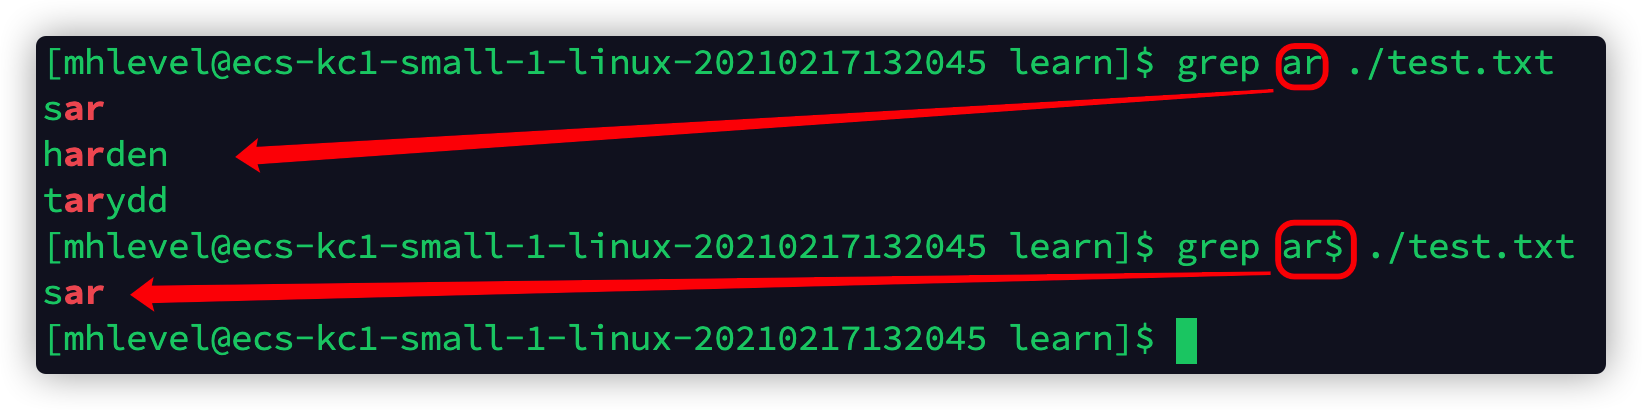 [mhlevel@ecs-kc1-small-1-linux-20210217132045 learn]$ grep ar ./test.txt
sar
harden
tarydd
[mhlevel@ecs-kc1-small-1-linux-20210217132045 learn]$ grep ar$ ./test.txt
sar
[mhlevel@ecs-kc1-small-1-linux-20210217132045 learn]$